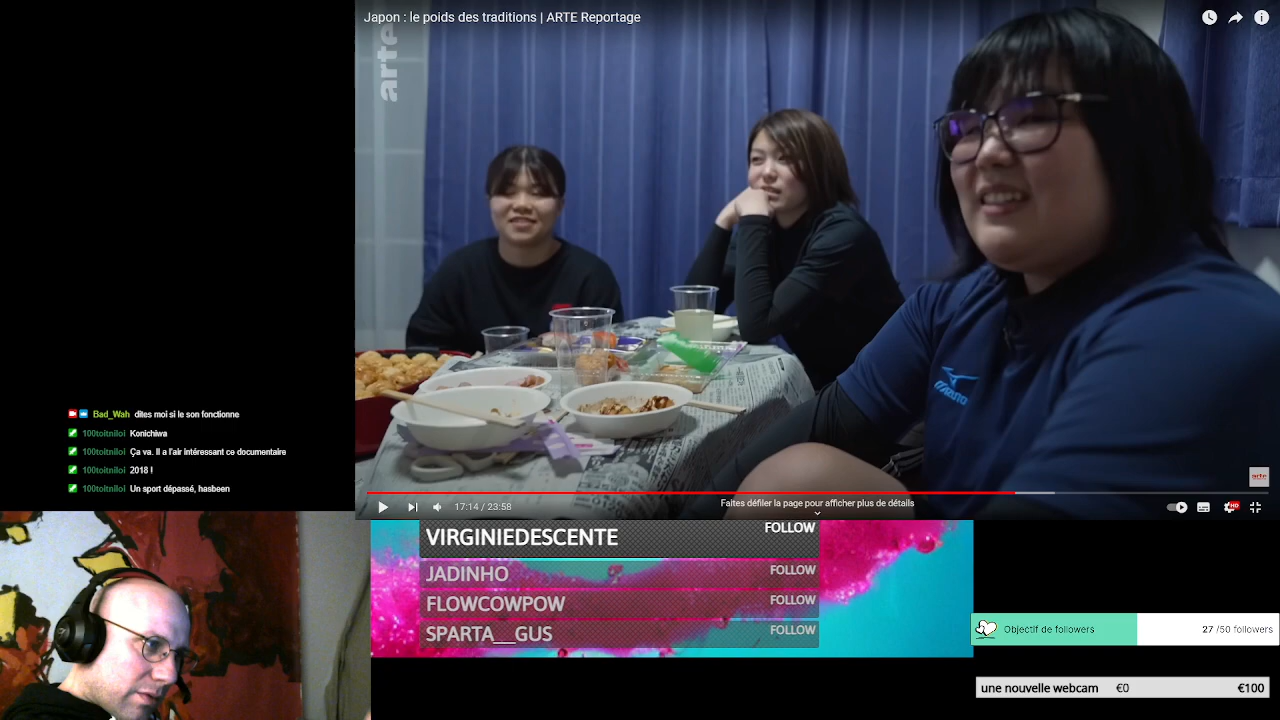 Japon : le poids des traditions | ARTE Reportage
arte
MIZUNO
Bad_Wah dites moi si le son fonctionne
100toitniloi Konichiwa
100toitniloi Ça va. Il a l'air intéressant ce documentaire
100toitniloi 2018 !
100toitniloi Un sport dépassé, hasbeen
arte
17:14 / 23:58
Faites défiler la page pour afficher plus de détails
HD
VIRGINIEDESCENTE FOLLOW
JADINHO FOLLOW
FLOWCOWPOW FOLLOW
SPARTA__GUS FOLLOW
Objectif de followers 27 /50 followers
une nouvelle webcam €0 €100